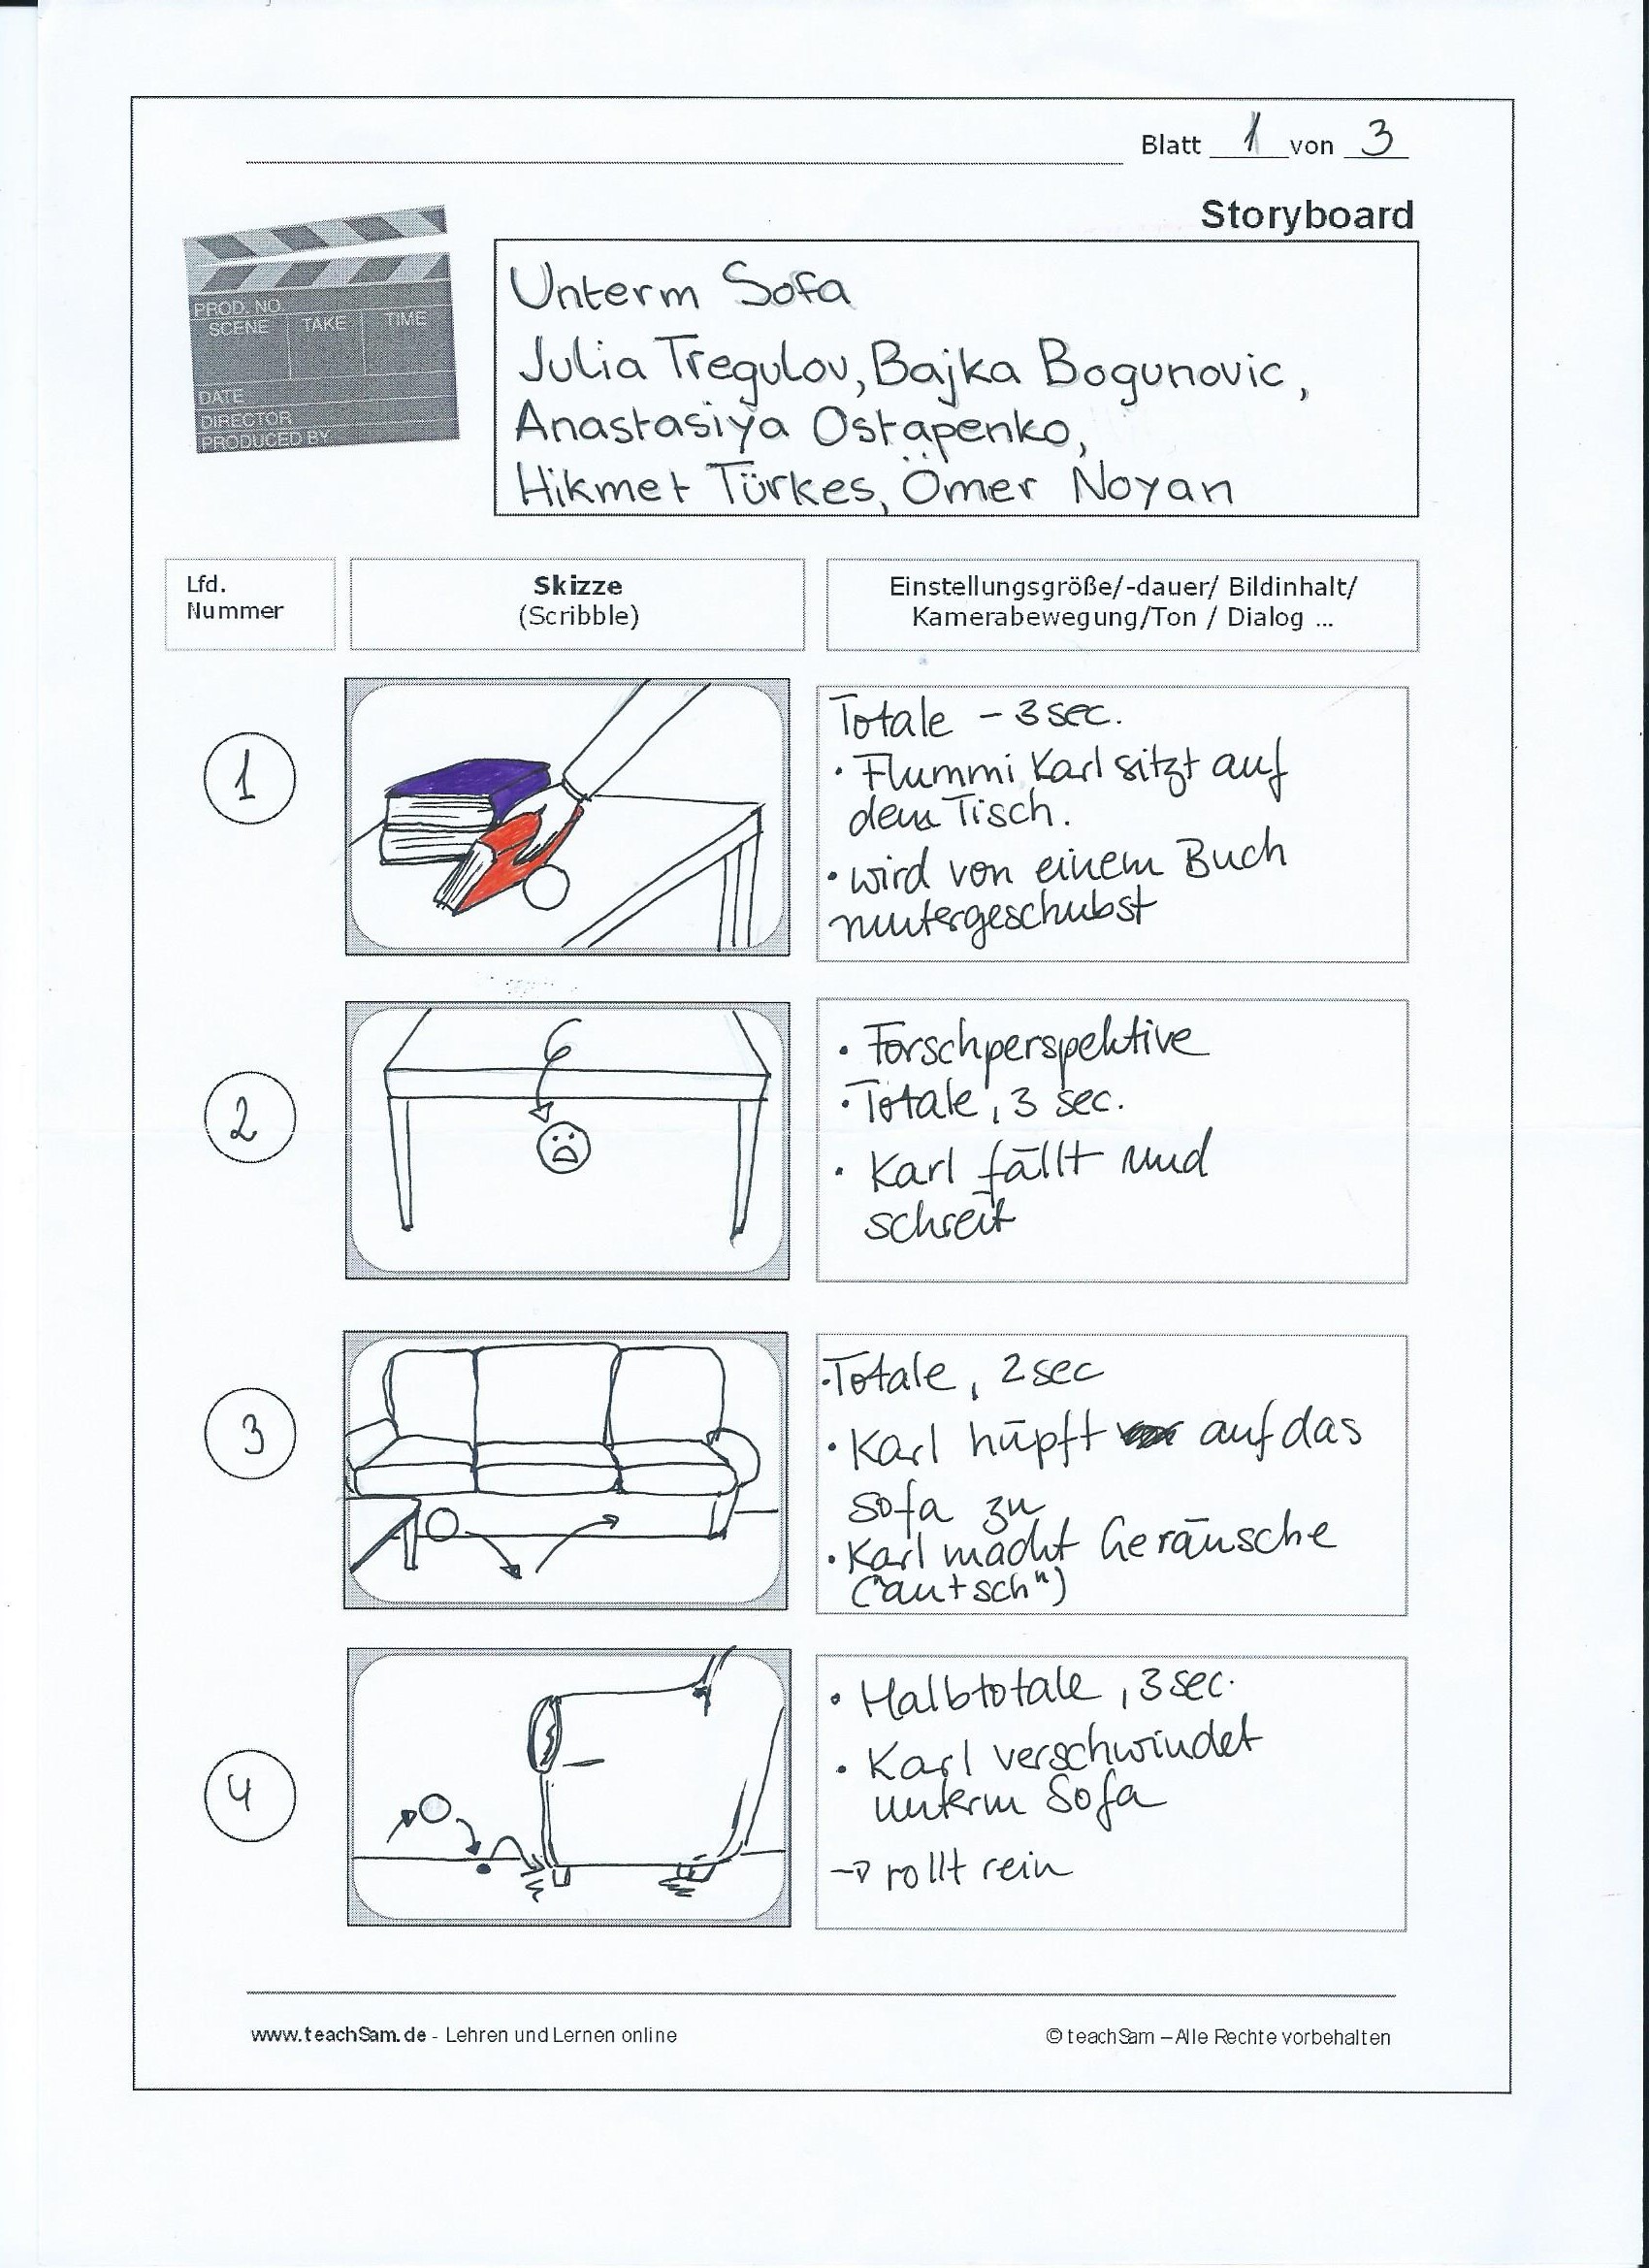 Blatt 1 von 3
Storyboard
PROD. NO.
SCENE TAKE TIME
DATE
DIRECTOR
PRODUCED BY
Unterm Sofa
Julia Tregulov, Bajka Bogunovic,
Anastasiya Ostapenko,
Hikmet Türkes, Ömer Noyan
Lfd.
Nummer
Skizze
(Scribble)
Einstellungsgröße/-dauer/ Bildinhalt/
Kamerabewegung/Ton / Dialog ...
1
Totale - 3 sec.
• Flummi Karl sitzt auf
dem Tisch.
• wird von einem Buch
runtergeschubst
2
• Forschperspektive
• Totale, 3 sec.
• Karl fällt und
schreit
3
• Totale, 2 sec
• Karl hüpft auf das
Sofa zu
• Karl macht Geräusche
("autsch")
4
• Halbtotale, 3 sec.
• Karl verschwindet
unterm Sofa
→ rollt rein
www.teachSam.de - Lehren und Lernen online
© teachSam – Alle Rechte vorbehalten